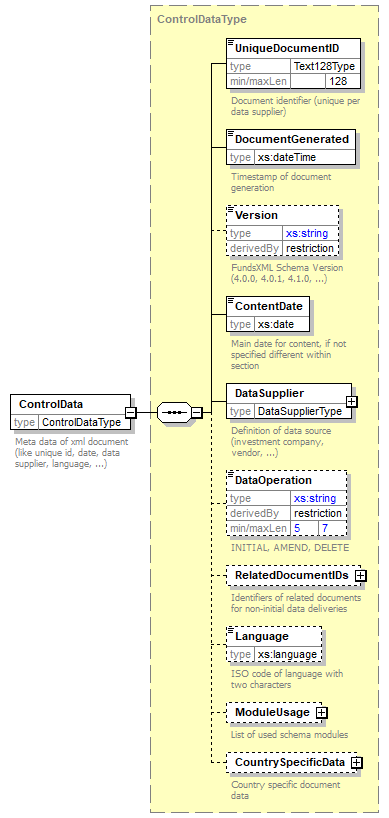 ControlDataType
UniqueDocumentID
type Text128Type
min/maxLen 128
Document identifier (unique per
data supplier)
DocumentGenerated
type xs:dateTime
Timestamp of document
generation
Version
type xs:string
derivedBy restriction
FundsXML Schema Version
(4.0.0, 4.0.1, 4.1.0, ...)
ContentDate
type xs:date
Main date for content, if not
specified different within
section
ControlData
type ControlDataType
Meta data of xml document
(like unique id, date, data
supplier, language, ...)
DataSupplier
type DataSupplierType
Definition of data source
(investment company,
vendor, ...)
DataOperation
type xs:string
derivedBy restriction
min/maxLen 5 7
INITIAL, AMEND, DELETE
RelatedDocumentIDs
Identifiers of related documents
for non-initial data deliveries
Language
type xs:language
ISO code of language with
two characters
ModuleUsage
List of used schema modules
CountrySpecificData
Country specific document
data